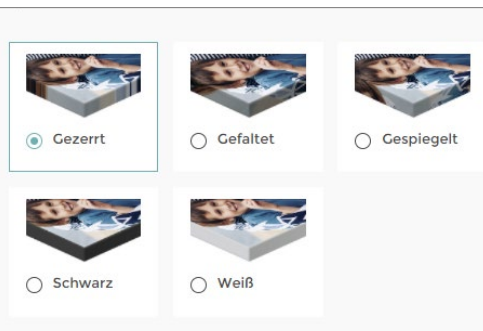 Gezerrt
Gefaltet
Gespiegelt
Schwarz
Weiß